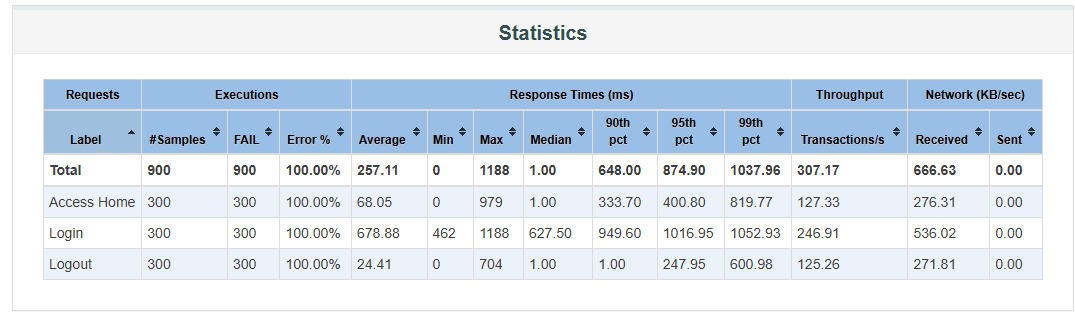 Statistics
Requests Executions Response Times (ms) Throughput Network (KB/sec)
Label #Samples FAIL Error % Average Min Max Median 90th pct 95th pct 99th pct Transactions/s Received Sent
Total 900 900 100.00% 257.11 0 1188 1.00 648.00 874.90 1037.96 307.17 666.63 0.00
Access Home 300 300 100.00% 68.05 0 979 1.00 333.70 400.80 819.77 127.33 276.31 0.00
Login 300 300 100.00% 678.88 462 1188 627.50 949.60 1016.95 1052.93 246.91 536.02 0.00
Logout 300 300 100.00% 24.41 0 704 1.00 1.00 247.95 600.98 125.26 271.81 0.00